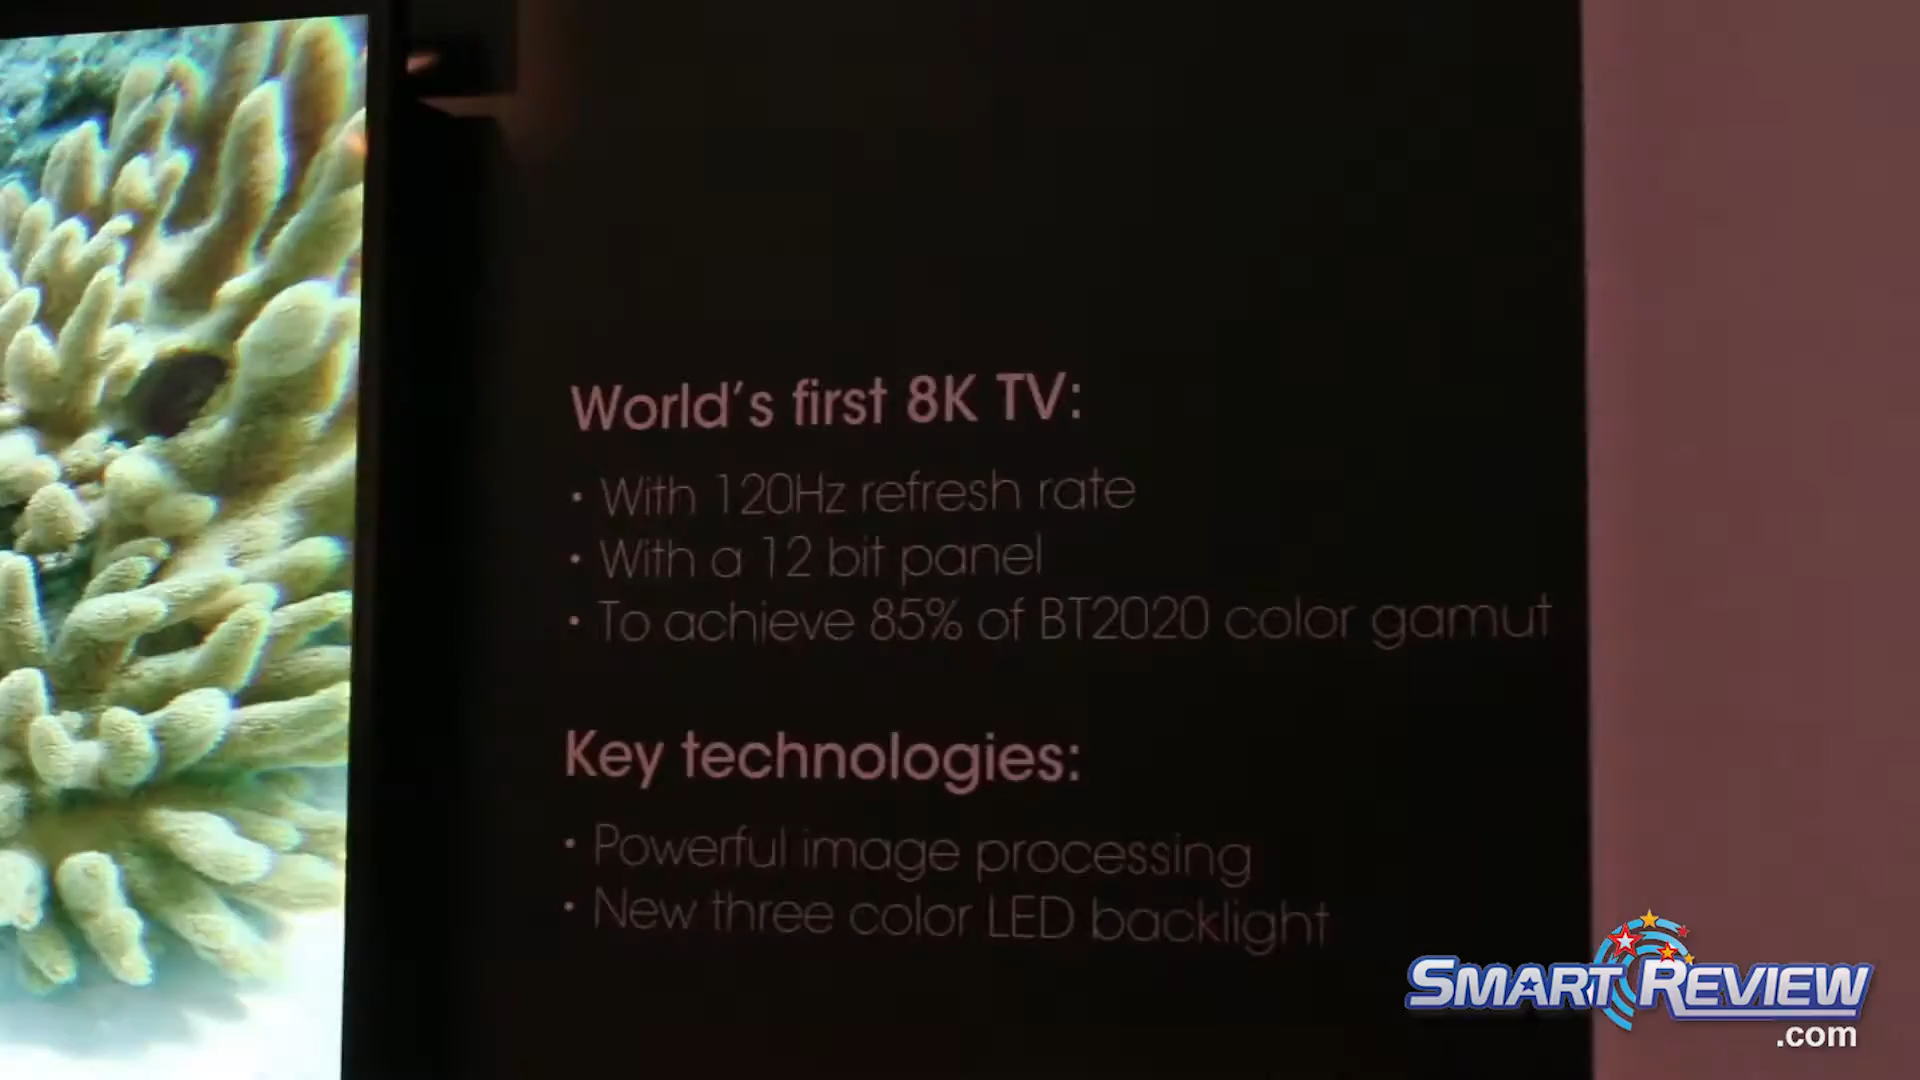 World's first 8K TV:
• With 120Hz refresh rate
• With a 12 bit panel
• To achieve 85% of BT2020 color gamut
Key technologies:
• Powerful image processing
• New three color LED backlight
SMART REVIEW
.com